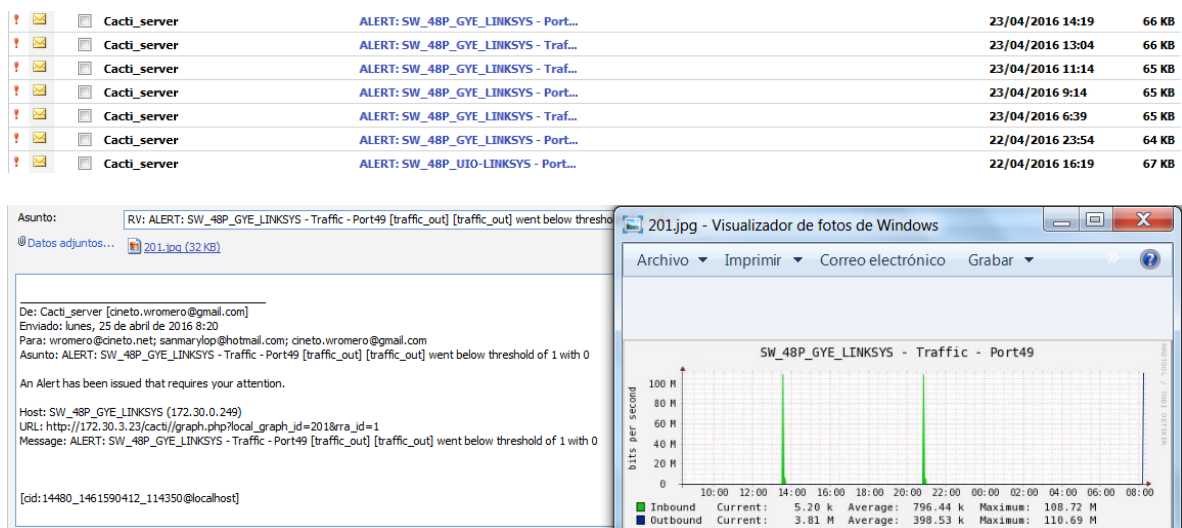 Cacti_server ALERT: SW_48P_GYE_LINKSYS - Port... 23/04/2016 14:19 66 KB
Cacti_server ALERT: SW_48P_GYE_LINKSYS - Traf... 23/04/2016 13:04 66 KB
Cacti_server ALERT: SW_48P_GYE_LINKSYS - Traf... 23/04/2016 11:14 65 KB
Cacti_server ALERT: SW_48P_GYE_LINKSYS - Port... 23/04/2016 9:14 65 KB
Cacti_server ALERT: SW_48P_GYE_LINKSYS - Traf... 23/04/2016 6:39 65 KB
Cacti_server ALERT: SW_48P_GYE_LINKSYS - Port... 22/04/2016 23:54 64 KB
Cacti_server ALERT: SW_48P_UIO-LINKSYS - Port... 22/04/2016 16:19 67 KB
Asunto: RV: ALERT: SW_48P_GYE_LINKSYS - Traffic - Port49 [traffic_out] [traffic_out] went below thresho
Datos adjuntos... 201.jpg (32 KB)
De: Cacti_server [cineto.wromero@gmail.com]
Enviado: lunes, 25 de abril de 2016 8:20
Para: wromero@cineto.net; sanmarylop@hotmail.com; cineto.wromero@gmail.com
Asunto: ALERT: SW_48P_GYE_LINKSYS - Traffic - Port49 [traffic_out] [traffic_out] went below threshold of 1 with 0
An Alert has been issued that requires your attention.
Host: SW_48P_GYE_LINKSYS (172.30.0.249)
URL: http://172.30.3.23/cacti//graph.php?local_graph_id=201&rra_id=1
Message: ALERT: SW_48P_GYE_LINKSYS - Traffic - Port49 [traffic_out] [traffic_out] went below threshold of 1 with 0
[cid:14480_1461590412_114350@localhost]
201.jpg - Visualizador de fotos de Windows
Archivo Imprimir Correo electrónico Grabar
SW_48P_GYE_LINKSYS - Traffic - Port49
RRDTOOL / TOBI OETIKER
bits per second
100 M
80 M
60 M
40 M
20 M
0
10:00 12:00 14:00 16:00 18:00 20:00 22:00 00:00 02:00 04:00 06:00 08:00
Inbound Current: 5.20 k Average: 796.44 k Maximum: 108.72 M
Outbound Current: 3.81 M Average: 398.53 k Maximum: 110.69 M